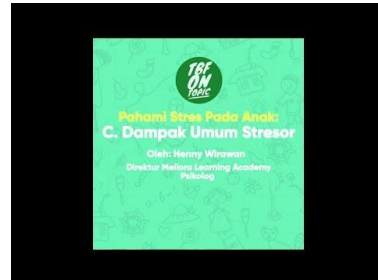 TBF
ON
TOPIC
Pahami Stres Pada Anak:
C. Dampak Umum Stresor
Oleh: Henny Wirawan
Direktur Meliora Learning Academy
Psikolog